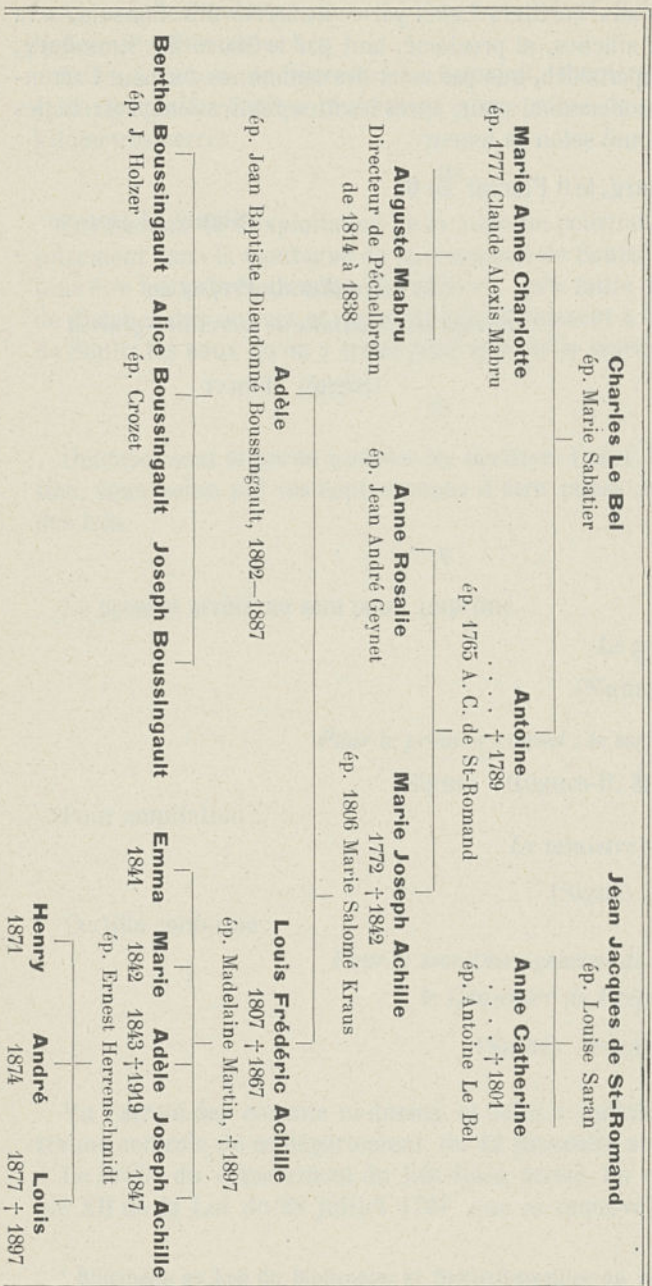 Charles Le Bel
ép. Marie Sabatier
Jéan Jacques de St-Romand
ép. Louise Saran
Marie Anne Charlotte
ép. 1777 Claude Alexis Mabru
Antoine
. . . . † 1789
ép. 1765 A. C. de St-Romand
Anne Catherine
. . . . † 1801
ép. Antoine Le Bel
Auguste Mabru
Directeur de Péchelbronn
de 1814 à 1838
Anne Rosalie
ép. Jean André Geynet
Marie Joseph Achille
1772 † 1842
ép. 1806 Marie Salomé Kraus
Adèle
ép. Jean Baptiste Dieudonné Boussingault, 1802—1887
Louis Frédéric Achille
1807 † 1867
ép. Madelaine Martin, † 1897
Berthe Boussingault Alice Boussingault Joseph BoussIngault
ép. J. Holzer ép. Crozet
Emma Marie Adèle Joseph Achille
1841 1842 1843 † 1919 1847
ép. Ernest Herrenschmidt
Henry André Louis
1871 1874 1877 † 1897